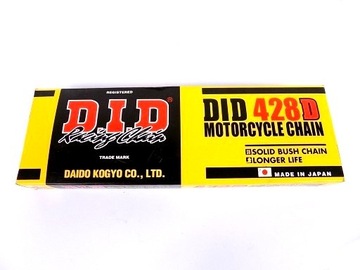 REGISTERED
D.I.D®
Racing Chain
TRADE MARK
DAIDO KOGYO CO., LTD.
DID 428D
MOTORCYCLE CHAIN
SOLID BUSH CHAIN
LONGER LIFE
MADE IN JAPAN